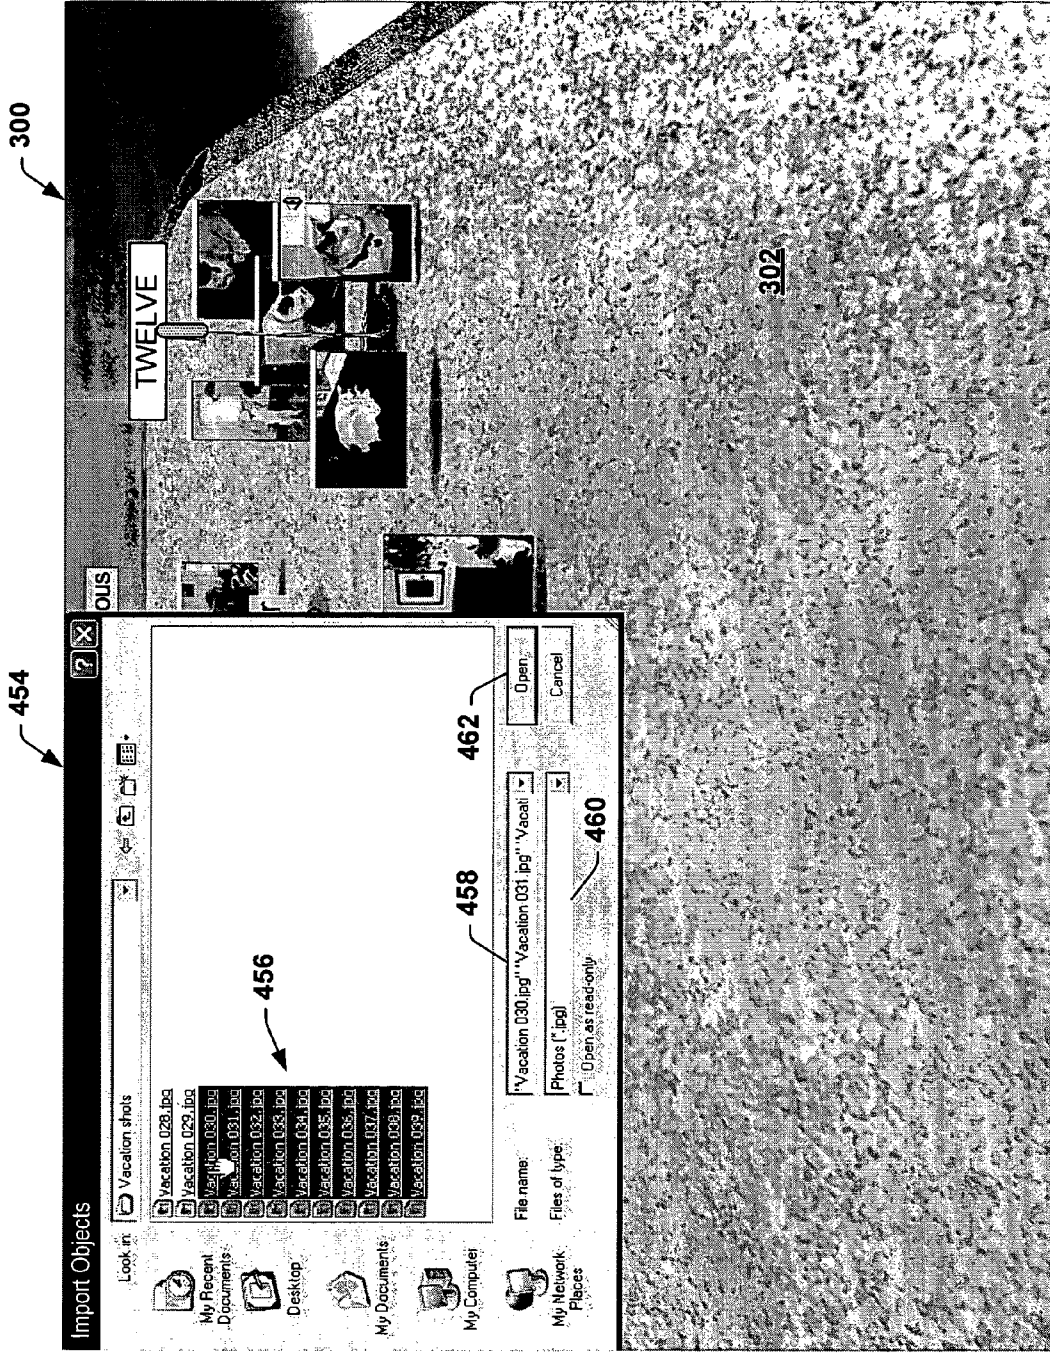 454
300
Import Objects
? X
Look in: Vacation shots
OUS
TWELVE
My Recent
Documents
Desktop
My Documents
My Computer
My Network
Places
Vacation 028.jpg
Vacation 029.jpg
Vacation 030.jpg
Vacation 031.jpg
Vacation 032.jpg
Vacation 033.jpg
Vacation 034.jpg
Vacation 035.jpg
Vacation 036.jpg
Vacation 037.jpg
Vacation 038.jpg
Vacation 039.jpg
456
458
462
302
File name: "Vacation 030.jpg" "Vacation 031.jpg" "Vacati
Open
Files of type: Photos (*.jpg)
Cancel
Open as read-only
460